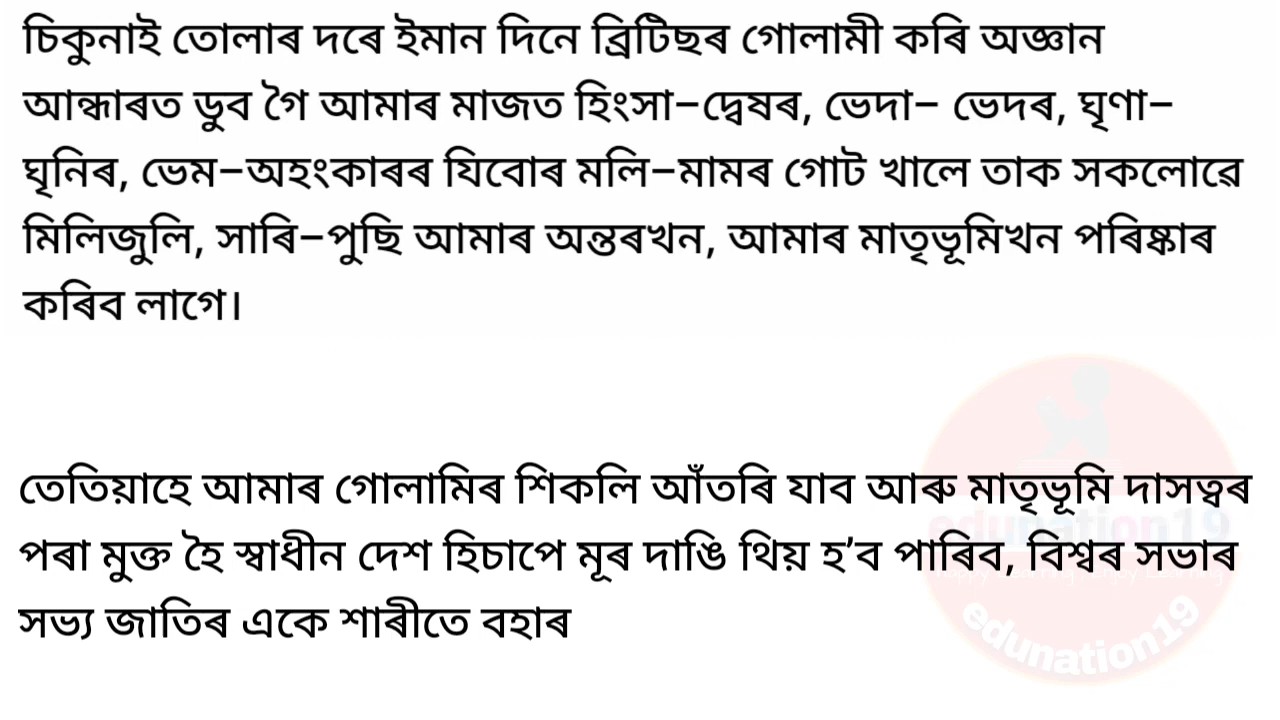 চিকুনাই তোলাৰ দৰে ইমান দিনে ব্ৰিটিছৰ গোলামী কৰি অজ্ঞান
আন্ধাৰত ডুব গৈ আমাৰ মাজত হিংসা–দ্বেষৰ, ভেদা– ভেদৰ, ঘৃণা–
ঘৃনিৰ, ভেম–অহংকাৰৰ যিবোৰ মলি–মামৰ গোট খালে তাক সকলোৱে
মিলিজুলি, সাৰি–পুছি আমাৰ অন্তৰখন, আমাৰ মাতৃভূমিখন পৰিষ্কাৰ
কৰিব লাগে।
তেতিয়াহে আমাৰ গোলামিৰ শিকলি আঁতৰি যাব আৰু মাতৃভূমি দাসত্বৰ
পৰা মুক্ত হৈ স্বাধীন দেশ হিচাপে মূৰ দাঙি থিয় হ’ব পাৰিব, বিশ্বৰ সভাৰ
সভ্য জাতিৰ একে শাৰীতে বহাৰ
edunation19
edunation19